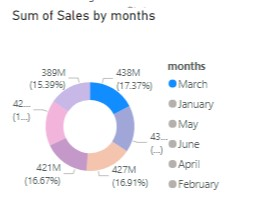 Sum of Sales by months
months
389M
(15.39%)
438M
(17.37%)
March
January
42...
(1...)
May
43...
(...)
June
421M
(16.67%)
427M
(16.91%)
April
February